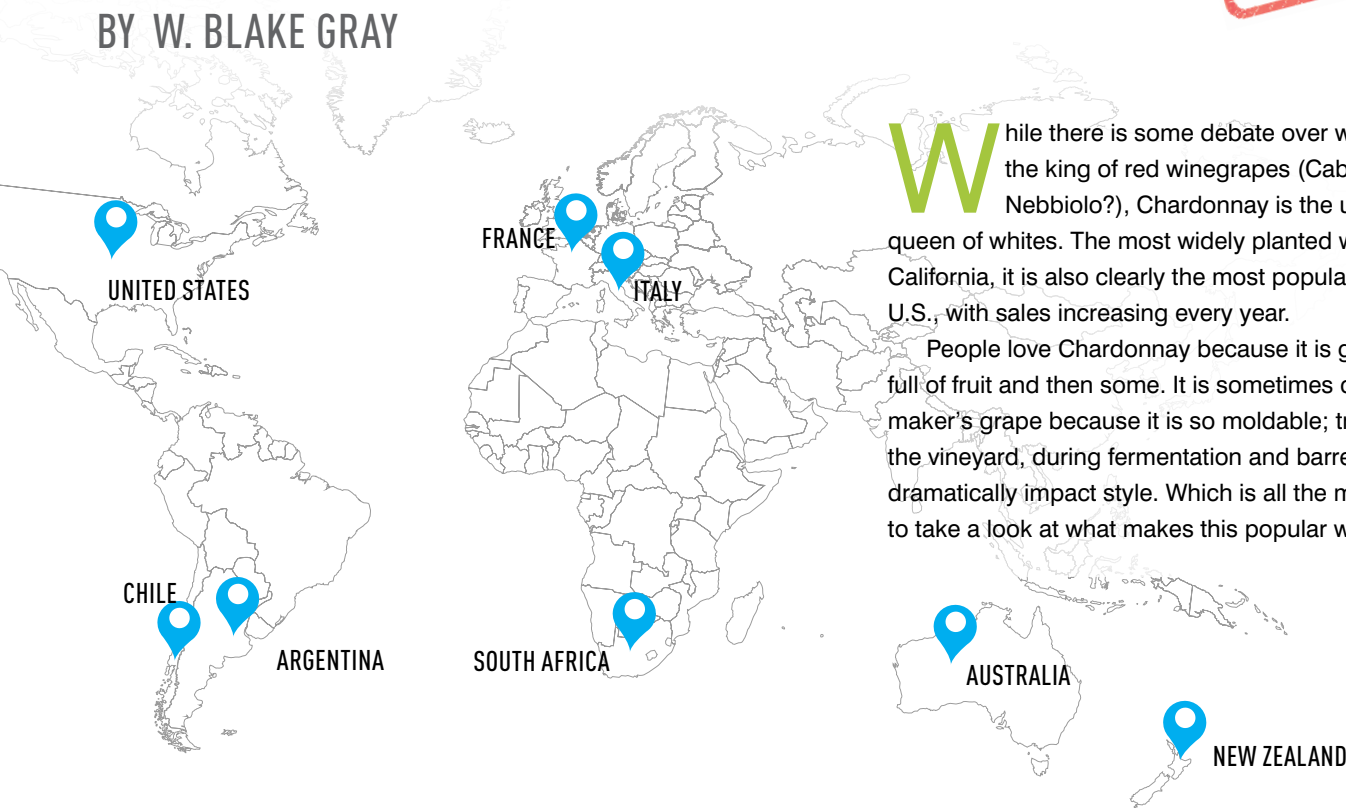 BY W. BLAKE GRAY
While there is some debate over
the king of red winegrapes
Nebbiolo?), Chardonnay is the
queen of whites. The most widely planted
California, it is also clearly the most
U.S., with sales increasing every year.
People love Chardonnay because it is
full of fruit and then some. It is sometimes
maker's grape because it is so moldable;
the vineyard, during fermentation and
dramatically impact style. Which is all the
to take a look at what makes this popular
UNITED STATES
FRANCE
ITALY
CHILE
ARGENTINA
SOUTH AFRICA
AUSTRALIA
NEW ZEALAND